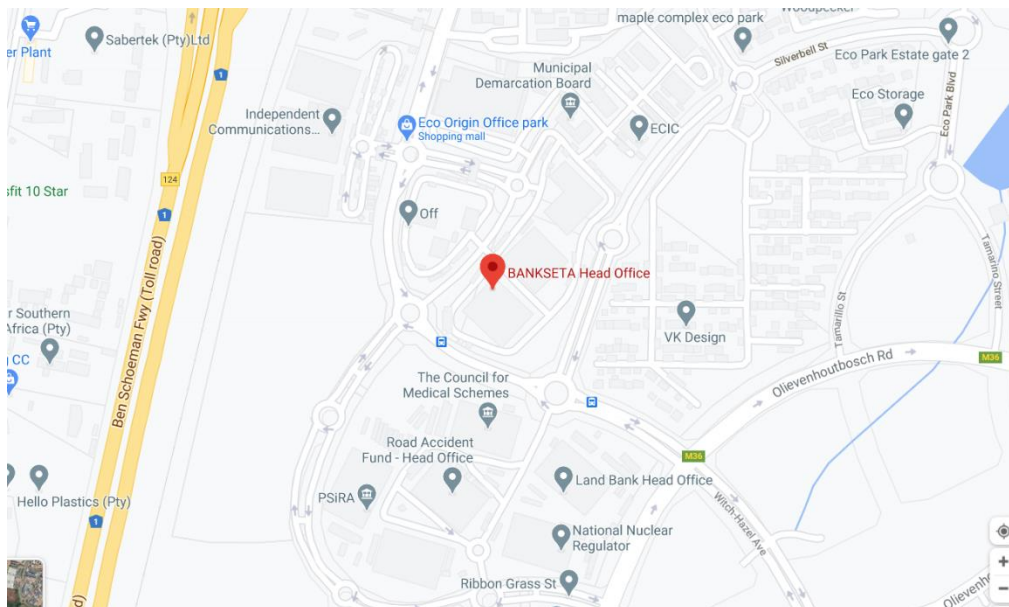 Sabertek (Pty)Ltd
er Plant
maple complex eco park
Woodpecker
Silverbell St
Eco Park Estate gate 2
Municipal
Demarcation Board
Eco Storage
Eco Park Blvd
1
Independent
Communications...
Eco Origin Office park
Shopping mall
ECIC
124
sfit 10 Star
1
Off
Tamarino Street
Ben Schoeman Fwy (Toll road)
BANKSETA Head Office
Tamarillo St
r Southern
Africa (Pty)
VK Design
g CC
Olievenhoutbosch Rd
M36
The Council for
Medical Schemes
Road Accident
Fund - Head Office
M36
Land Bank Head Office
Hello Plastics (Pty)
PSiRA
Witch-Hazel Ave
1
National Nuclear
Regulator
Ribbon Grass St
d)